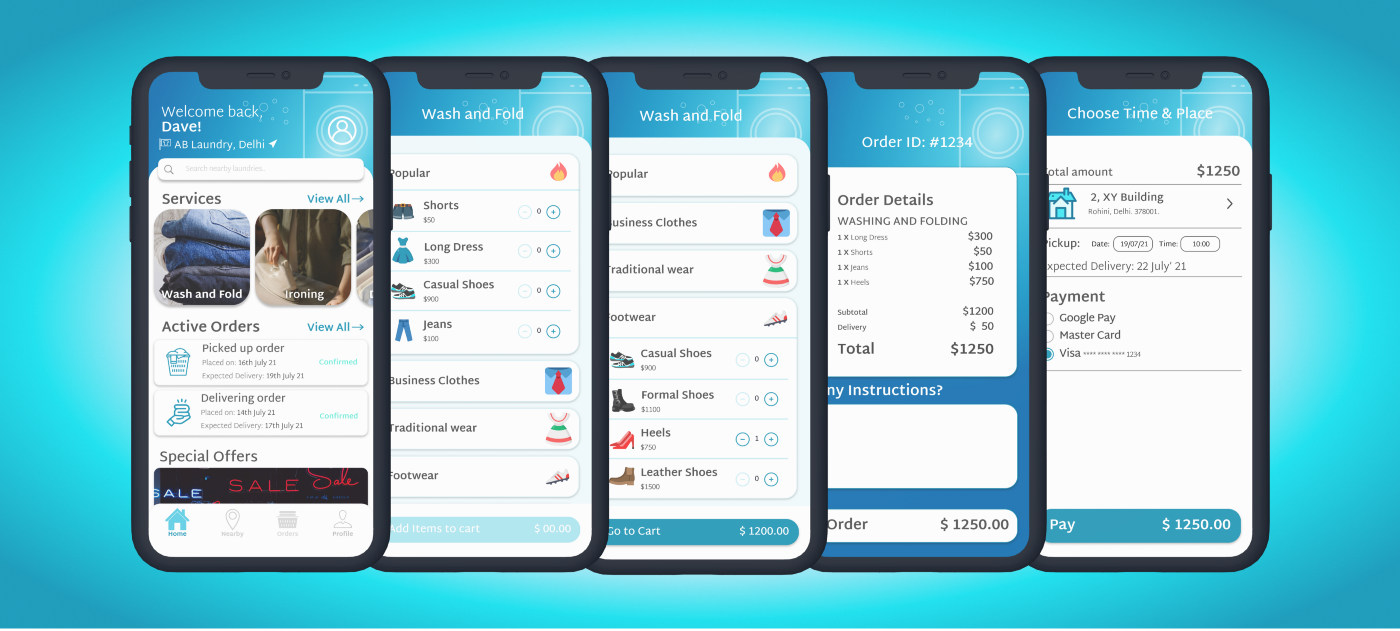 Welcome back,
Dave!
AB Laundry, Delhi
Search nearby laundries...
Services
View All
Wash and Fold
Ironing
Active Orders
View All
Picked up order
Placed on: 16th July 21
Expected Delivery: 19th July 21
Confirmed
Delivering order
Placed on: 14th July 21
Expected Delivery: 17th July 21
Confirmed
Special Offers
SALE
SALE
Sale
Home
Nearby
Orders
Profile
Wash and Fold
Popular
Shorts
$50
0
Long Dress
$300
0
Casual Shoes
$900
0
Jeans
$100
0
Business Clothes
Traditional wear
Footwear
Add Items to cart
$ 00.00
Wash and Fold
opular
usiness Clothes
Traditional wear
ootwear
Casual Shoes
$900
0
Formal Shoes
$1100
0
Heels
$750
1
Leather Shoes
$1500
0
Go to Cart
$ 1200.00
Order ID: #1234
Order Details
WASHING AND FOLDING
1 X Long Dress $300
1 X Shorts $50
1 X Jeans $100
1 X Heels $750
Subtotal $1200
Delivery $ 50
Total $1250
ny Instructions?
Order
$ 1250.00
Choose Time & Place
otal amount $1250
2, XY Building
Rohini, Delhi. 378001.
ickup: Date: 19/07/21 Time: 10:00
xpected Delivery: 22 July' 21
Payment
Google Pay
Master Card
Visa **** **** **** 1234
Pay
$ 1250.00